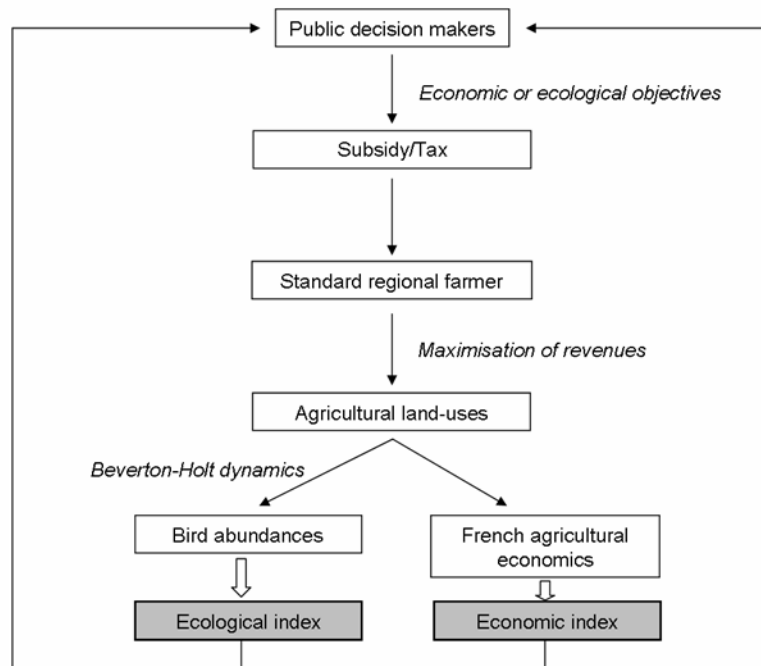 Public decision makers
Economic or ecological objectives
Subsidy/Tax
Standard regional farmer
Maximisation of revenues
Agricultural land-uses
Beverton-Holt dynamics
Bird abundances
French agricultural
economics
Ecological index
Economic index